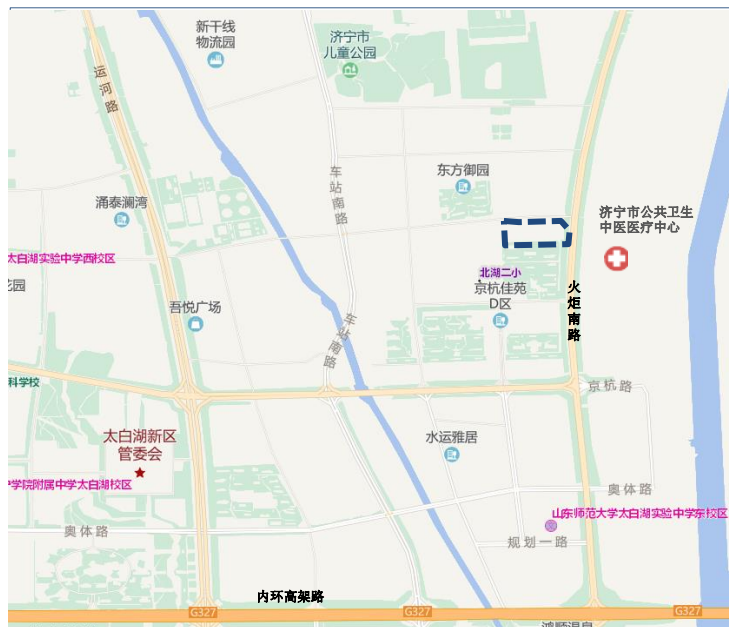 新干线
物流园
济宁市
儿童公园
运河路
车站南路
东方御园
涌泰澜湾
济宁市公共卫生
中医医疗中心
太白湖实验中学西校区
北湖二小
京杭佳苑
D区
花园
吾悦广场
火炬南路
车站南路
科学校
京杭路
太白湖新区
管委会
水运雅居
中学院附属中学太白湖校区
奥体路
山东师范大学太白湖实验中学东校区
奥体路
规划一路
内环高架路
G327
G327
G327
鸿顺温泉